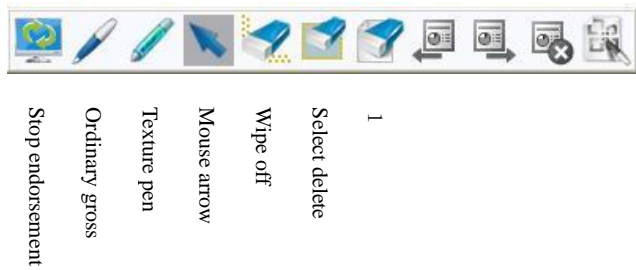 Stop endorsement
Ordinary gross
Texture pen
Mouse arrow
Wipe off
Select delete
1